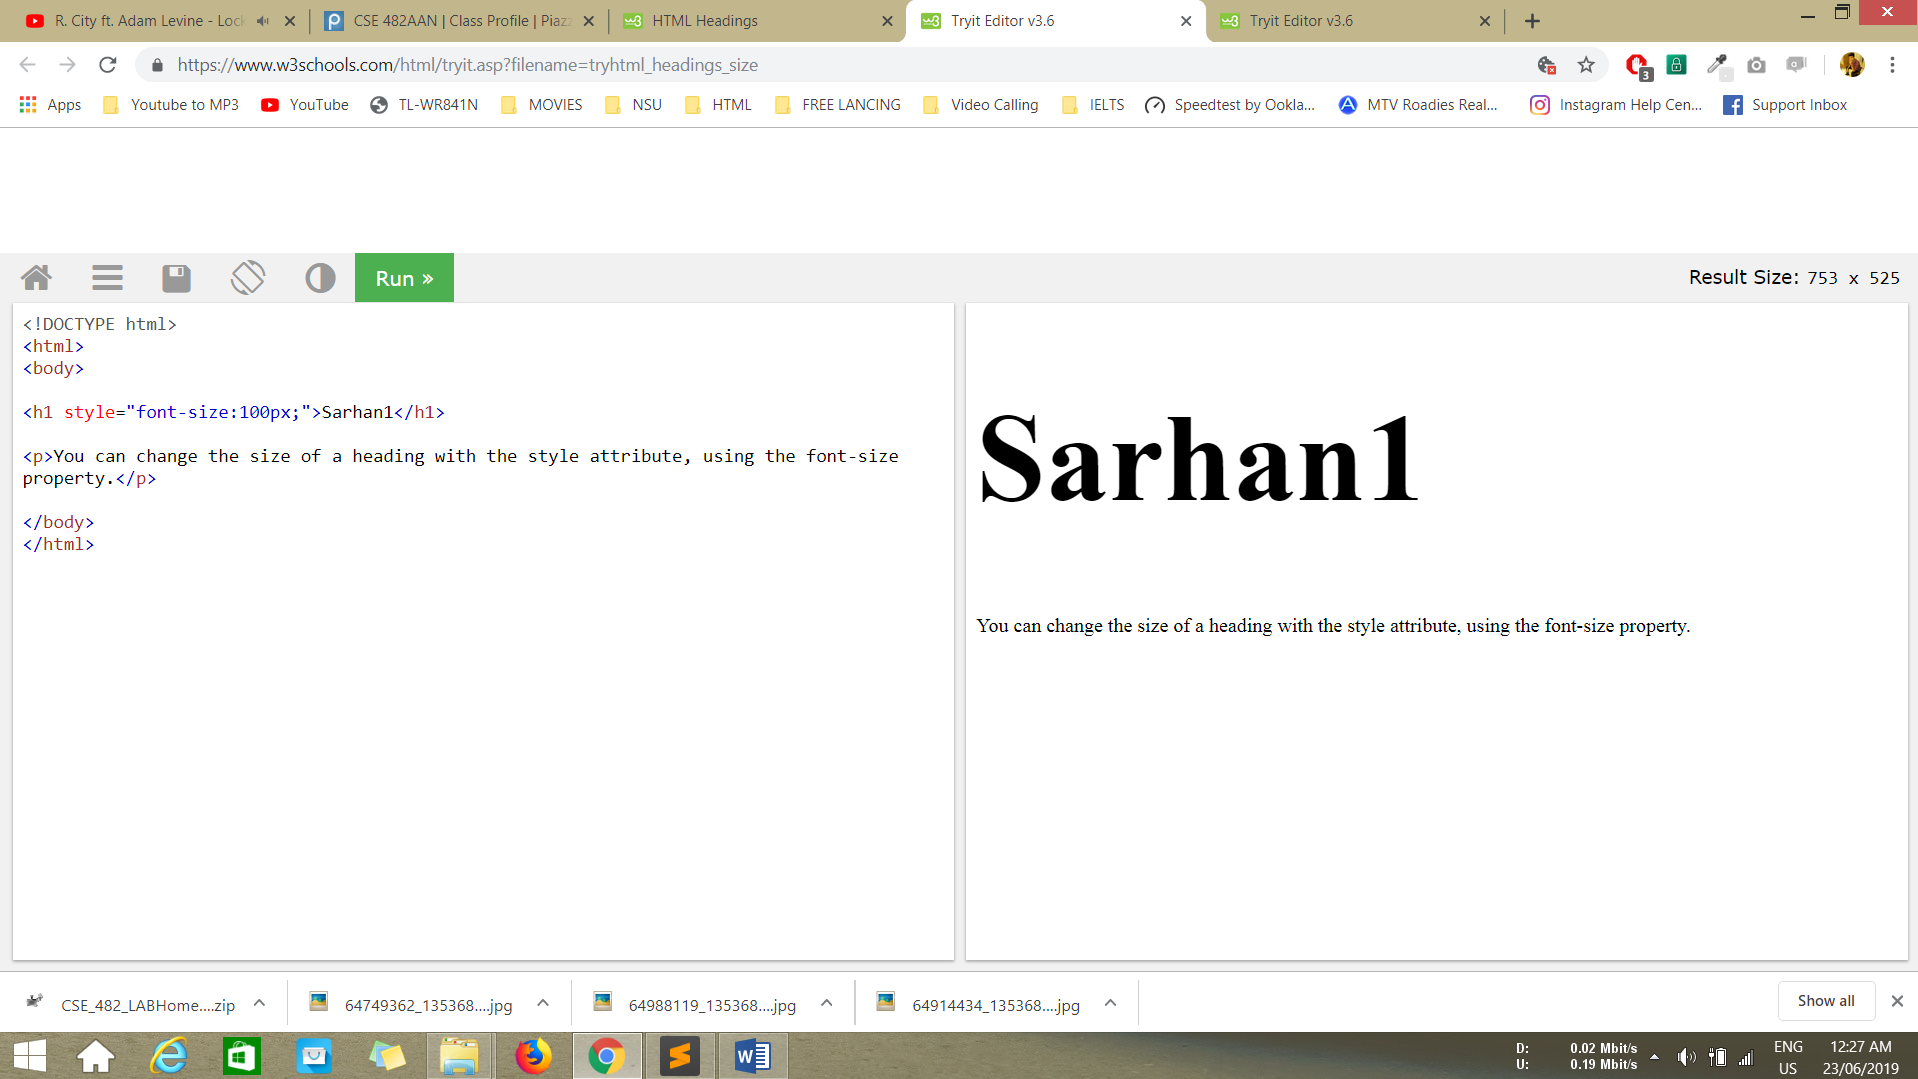 R. City ft. Adam Levine - Lock
CSE 482AAN | Class Profile | Piaz
HTML Headings
Tryit Editor v3.6
Tryit Editor v3.6
https://www.w3schools.com/html/tryit.asp?filename=tryhtml_headings_size
3
Apps
Youtube to MP3
YouTube
TL-WR841N
MOVIES
NSU
HTML
FREE LANCING
Video Calling
IELTS
Speedtest by Ookla...
MTV Roadies Real...
Instagram Help Cen...
Support Inbox
Run »
Result Size: 753 x 525
<!DOCTYPE html>
<html>
<body>
<h1 style="font-size:100px;">Sarhan1</h1>
<p>You can change the size of a heading with the style attribute, using the font-size
property.</p>
</body>
</html>
Sarhan1
You can change the size of a heading with the style attribute, using the font-size property.
CSE_482_LABHome....zip
64749362_135368....jpg
64988119_135368....jpg
64914434_135368....jpg
Show all
D: 0.02 Mbit/s
U: 0.19 Mbit/s
ENG
US
12:27 AM
23/06/2019